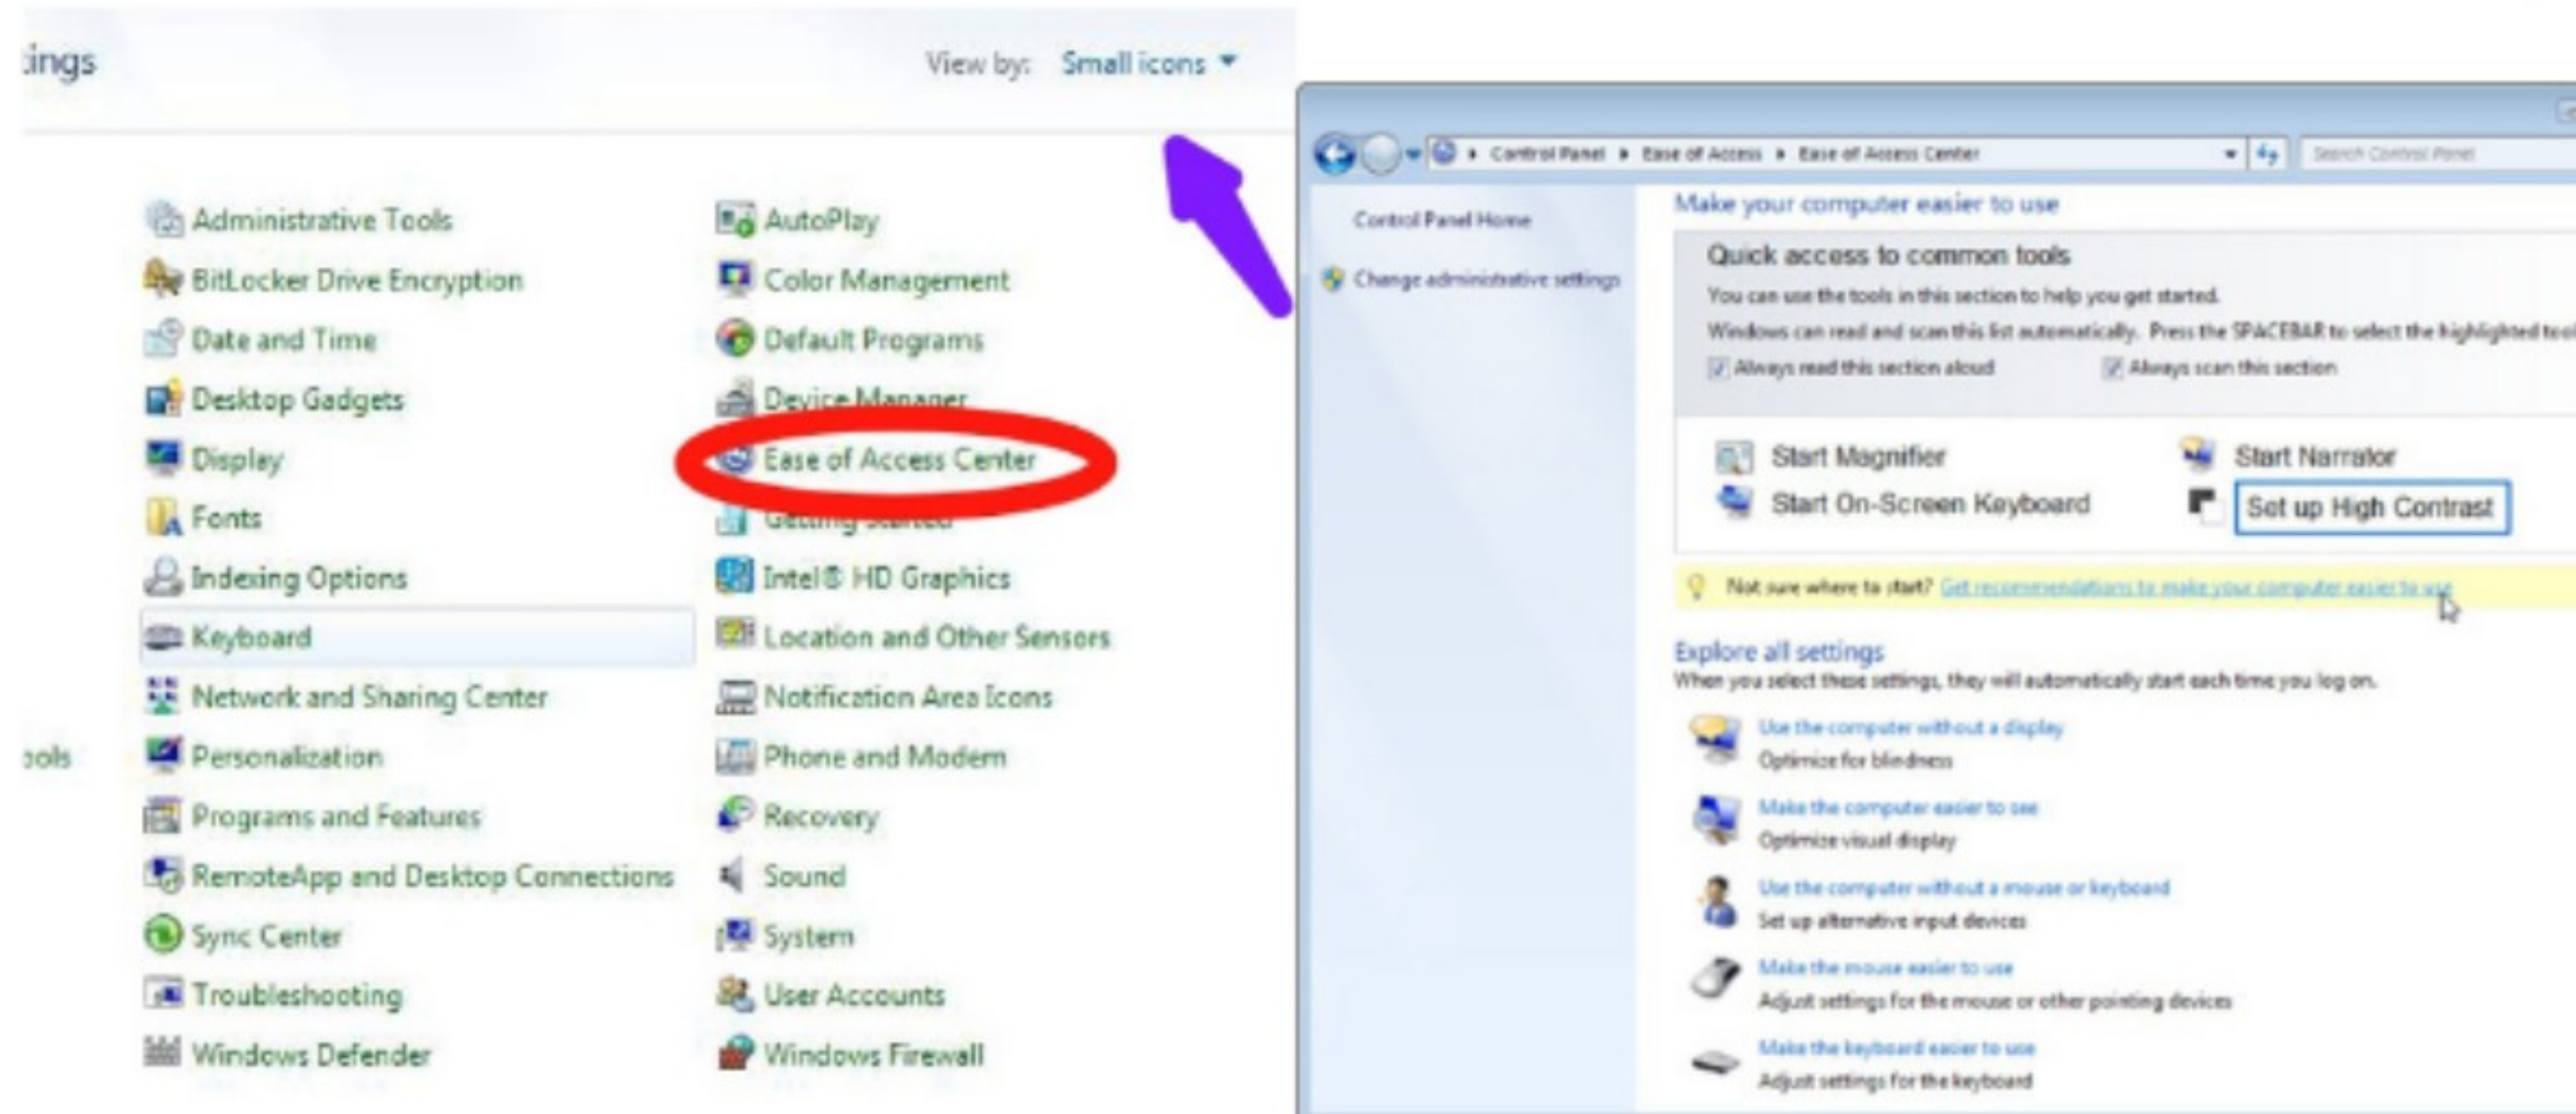 ings
View by: Small icons
Administrative Tools
BitLocker Drive Encryption
Date and Time
Desktop Gadgets
Display
Fonts
Indexing Options
Keyboard
Network and Sharing Center
ools
Personalization
Programs and Features
RemoteApp and Desktop Connections
Sync Center
Troubleshooting
Windows Defender
AutoPlay
Color Management
Default Programs
Device Manager
Ease of Access Center
Getting Started
Intel® HD Graphics
Location and Other Sensors
Notification Area Icons
Phone and Modem
Recovery
Sound
System
User Accounts
Windows Firewall
Control Panel Ease of Access Ease of Access Center
Search Control Panel
Control Panel Home
Change administrative settings
Make your computer easier to use
Quick access to common tools
You can use the tools in this section to help you get started.
Windows can read and scan this list automatically. Press the SPACEBAR to select the highlighted tool
Always read this section aloud
Always scan this section
Start Magnifier
Start Narrator
Start On-Screen Keyboard
Set up High Contrast
Not sure where to start? Get recommendations to make your computer easier to use
Explore all settings
When you select these settings, they will automatically start each time you log on.
Use the computer without a display
Optimize for blindness
Make the computer easier to see
Optimize visual display
Use the computer without a mouse or keyboard
Set up alternative input devices
Make the mouse easier to use
Adjust settings for the mouse or other pointing devices
Make the keyboard easier to use
Adjust settings for the keyboard